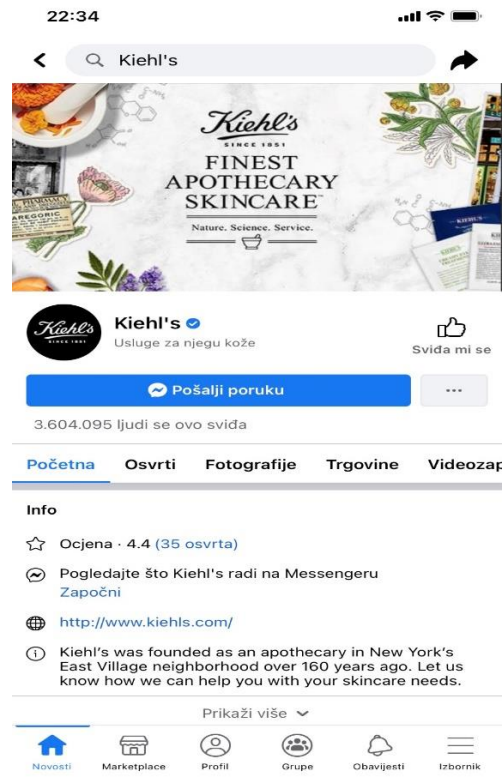 22:34
Kiehl's
Kiehl's
SINCE 1851
FINEST
APOTHECARY
SKINCARE™
Nature. Science. Service.
AREGORIC
KIEHL'S
Kiehl's
SINCE 1851
Kiehl's
Usluge za njegu kože
Sviđa mi se
Pošalji poruku
3.604.095 ljudi se ovo sviđa
Početna Osvrti Fotografije Trgovine Videozap
Info
Ocjena · 4.4 (35 osvrta)
Pogledajte što Kiehl's radi na Messengeru
Započni
http://www.kiehls.com/
Kiehl's was founded as an apothecary in New York's
East Village neighborhood over 160 years ago. Let us
know how we can help you with your skincare needs.
Prikaži više
Novosti Marketplace Profil Grupe Obavijesti Izbornik